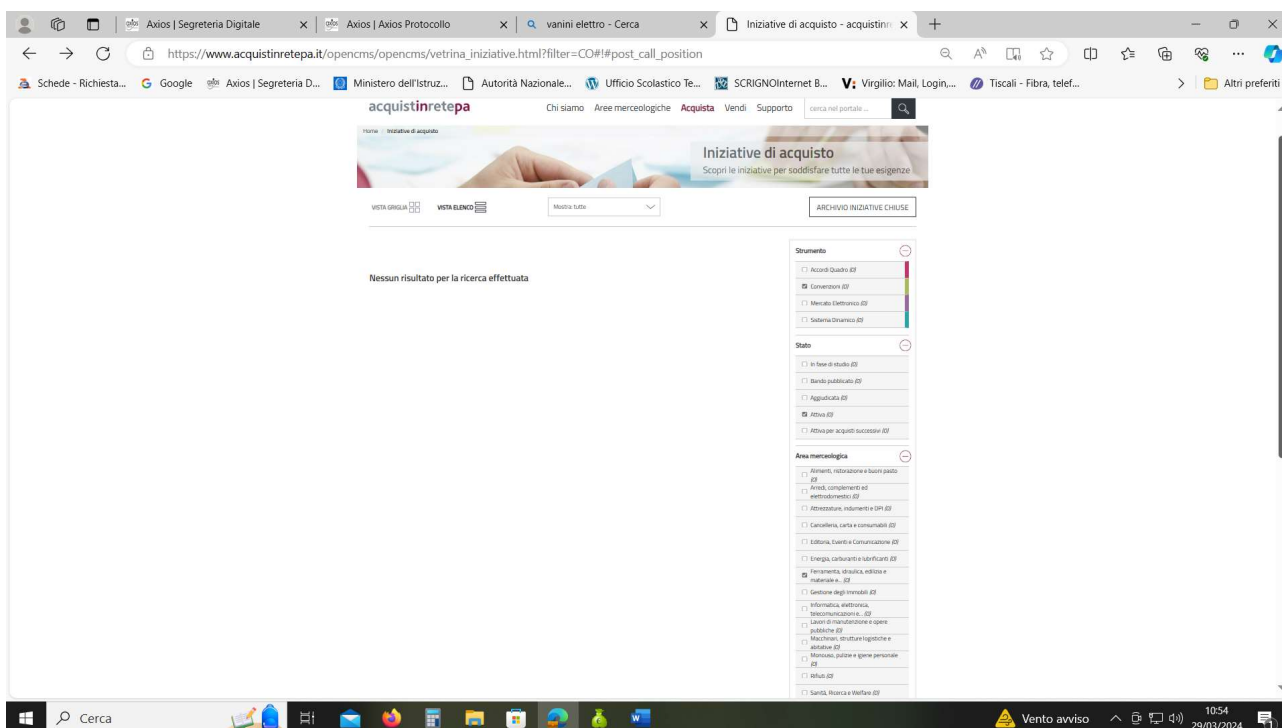 Axios | Segreteria Digitale
Axios | Axios Protocollo
vanini elettro - Cerca
Iniziative di acquisto - acquistinre
https://www.acquistinretepa.it/opencms/opencms/vetrina_iniziative.html?filter=CO#!#post_call_position
Schede - Richiesta...
Google
Axios | Segreteria D...
Ministero dell'Istruz...
Autorità Nazionale...
Ufficio Scolastico Te...
SCRIGNOInternet B...
Virgilio: Mail, Login,...
Tiscali - Fibra, telef...
Altri preferiti
acquistinretepa
Chi siamo Aree merceologiche Acquista Vendi Supporto
cerca nel portale ...
Home | Iniziative di acquisto
Iniziative di acquisto
Scopri le iniziative per soddisfare tutte le tue esigenze
VISTA GRIGLIA
VISTA ELENCO
Mostra: tutte
ARCHIVIO INIZIATIVE CHIUSE
Nessun risultato per la ricerca effettuata
Strumento
Accordi Quadro (0)
Convenzioni (0)
Mercato Elettronico (0)
Sistema Dinamico (0)
Stato
In fase di studio (0)
Bando pubblicato (0)
Aggiudicata (0)
Attiva (0)
Attiva per acquisti successivi (0)
Area merceologica
Alimenti, ristorazione e buoni pasto
(0)
Arredi, complementi ed
elettrodomestici (0)
Attrezzature, indumenti e DPI (0)
Cancelleria, carta e consumabili (0)
Editoria, Eventi e Comunicazione (0)
Energia, carburanti e lubrificanti (0)
Ferramenta, idraulica, edilizia e
materiale e... (0)
Gestione degli Immobili (0)
Informatica, elettronica,
telecomunicazioni e... (0)
Lavori di manutenzione e opere
pubbliche (0)
Macchinari, strutture logistiche e
abitative (0)
Monouso, pulizie e igiene personale
(0)
Rifiuti (0)
Sanità, Ricerca e Welfare (0)
Cerca
Vento avviso
10:54
29/03/2024